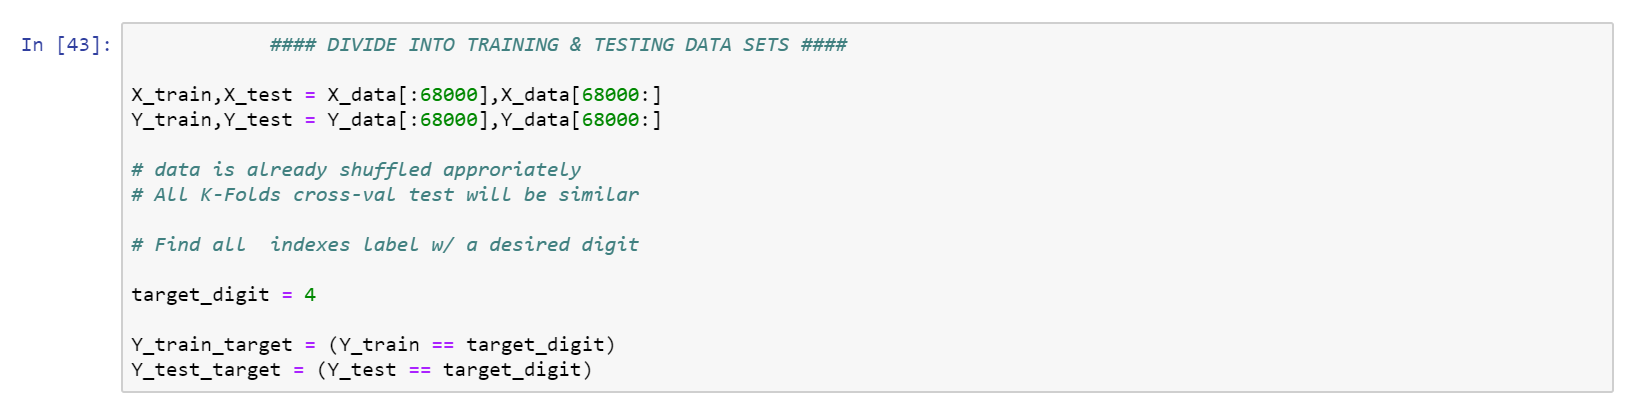 In [43]:
#### DIVIDE INTO TRAINING & TESTING DATA SETS ####
X_train,X_test = X_data[:68000],X_data[68000:]
Y_train,Y_test = Y_data[:68000],Y_data[68000:]
# data is already shuffled approriately
# All K-Folds cross-val test will be similar
# Find all  indexes label w/ a desired digit
target_digit = 4
Y_train_target = (Y_train == target_digit)
Y_test_target = (Y_test == target_digit)